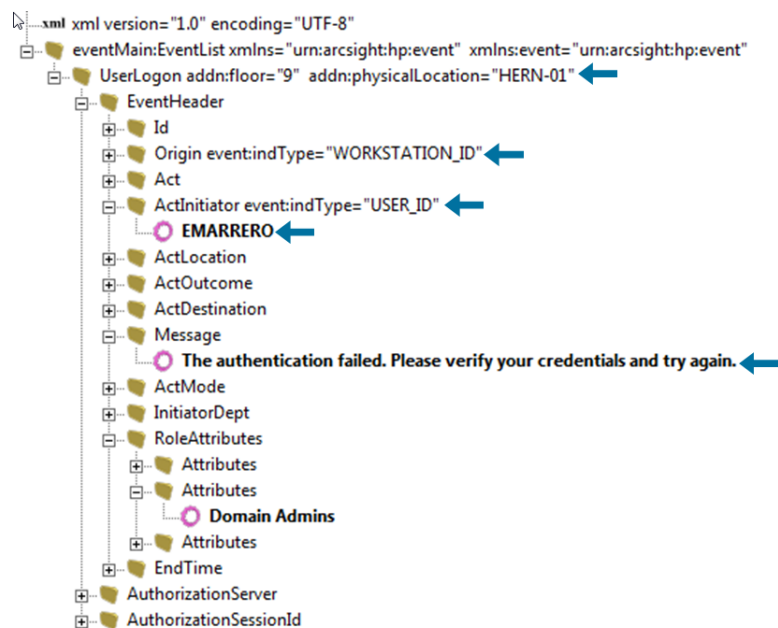 xml xml version="1.0" encoding="UTF-8"
eventMain:EventList xmlns="urn:arcsight:hp:event" xmlns:event="urn:arcsight:hp:event"
UserLogon addn:floor="9" addn:physicalLocation="HERN-01"
EventHeader
Id
Origin event:indType="WORKSTATION_ID"
Act
ActInitiator event:indType="USER_ID"
EMARRERO
ActLocation
ActOutcome
ActDestination
Message
The authentication failed. Please verify your credentials and try again.
ActMode
InitiatorDept
RoleAttributes
Attributes
Attributes
Domain Admins
Attributes
EndTime
AuthorizationServer
AuthorizationSessionId